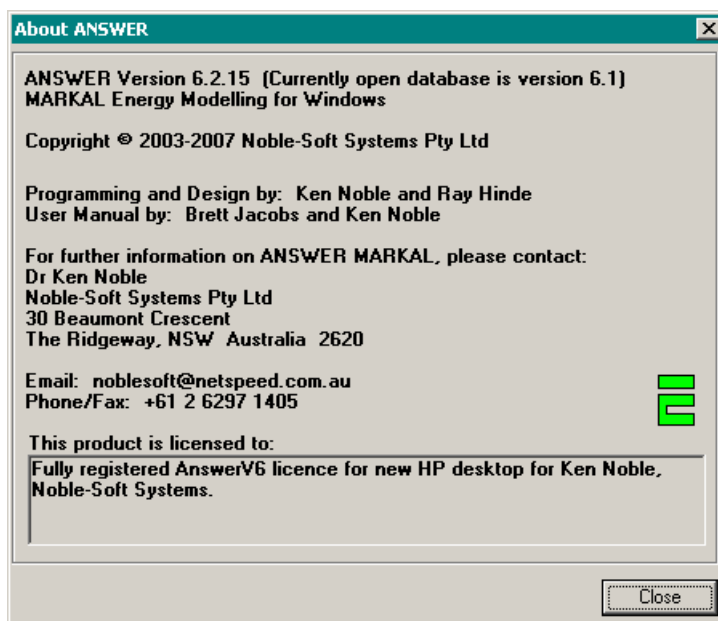 About ANSWER
ANSWER Version 6.2.15 (Currently open database is version 6.1)
MARKAL Energy Modelling for Windows
Copyright © 2003-2007 Noble-Soft Systems Pty Ltd
Programming and Design by: Ken Noble and Ray Hinde
User Manual by: Brett Jacobs and Ken Noble
For further information on ANSWER MARKAL, please contact:
Dr Ken Noble
Noble-Soft Systems Pty Ltd
30 Beaumont Crescent
The Ridgeway, NSW Australia 2620
Email: noblesoft@netspeed.com.au
Phone/Fax: +61 2 6297 1405
This product is licensed to:
Fully registered AnswerV6 licence for new HP desktop for Ken Noble,
Noble-Soft Systems.
Close